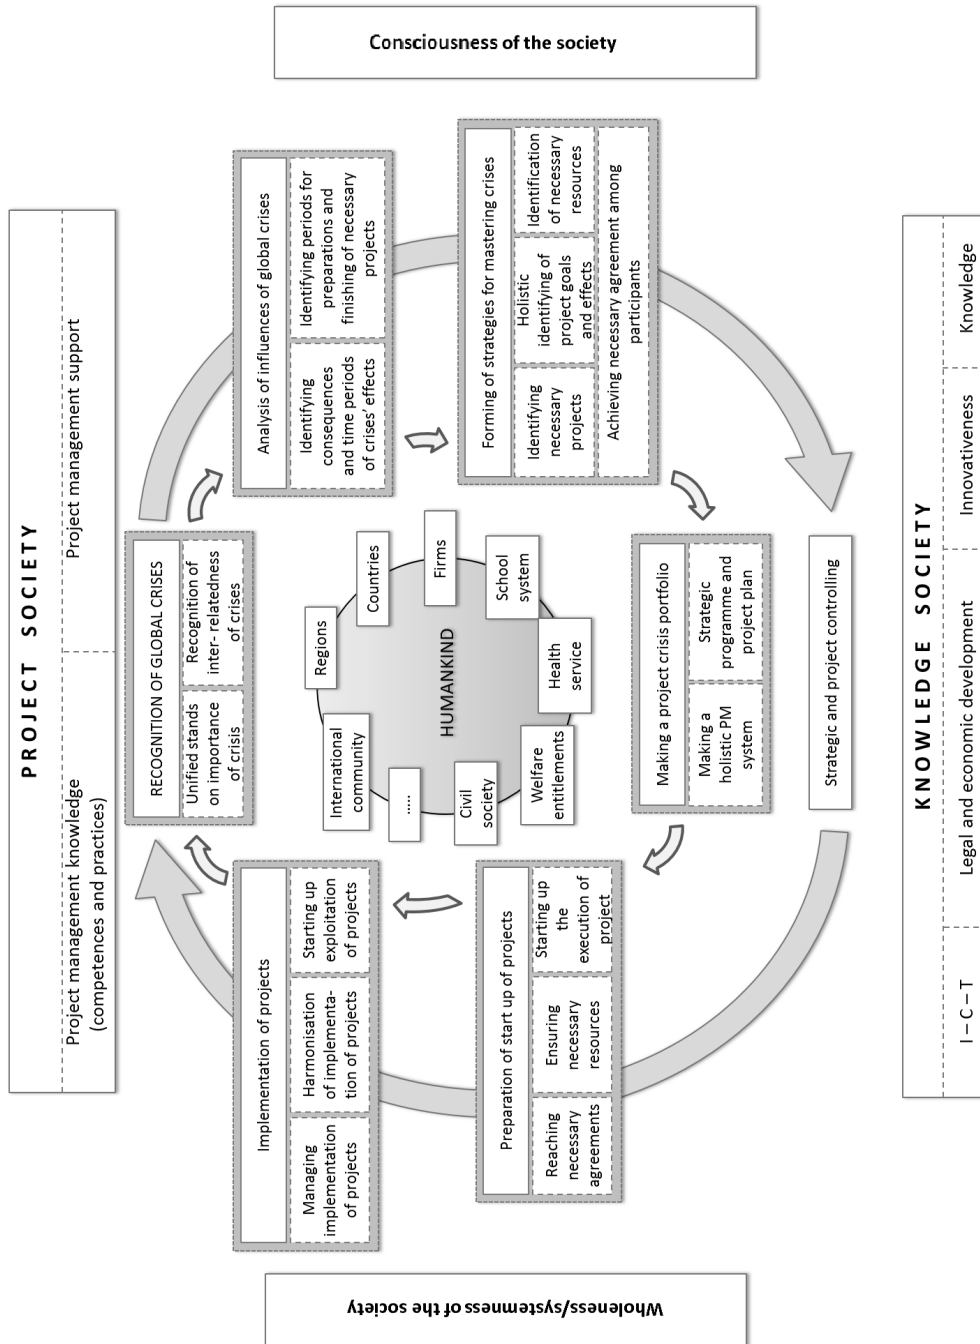 PROJECT SOCIETY
Project management knowledge
(competences and practices)
Project management support
Wholeness/systemness of the society
Consciousness of the society
RECOGNITION OF GLOBAL CRISES
Unified stands
on importance
of crisis
Recognition of
inter- relatedness
of crises
Analysis of influences of global crises
Identifying
consequences
and time periods
of crises' effects
Identifying periods for
preparations and
finishing of necessary
projects
Forming of strategies for mastering crises
Identifying
necessary
projects
Holistic
identifying of
project goals
and effects
Identification
of necessary
resources
Achieving necessary agreement among
participants
Making a project crisis portfolio
Making a
holistic PM
system
Strategic
programme and
project plan
Preparation of start up of projects
Reaching
necessary
agreements
Ensuring
necessary
resources
Starting up
the
execution of
project
Implementation of projects
Managing
implementation
of projects
Harmonisation
of implementa-
tion of projects
Starting up
exploitation
of projects
HUMANKIND
International
community
Regions
Countries
Firms
School
system
Health
service
Welfare
entitlements
Civil
society
.....
Strategic and project controlling
KNOWLEDGE SOCIETY
I – C – T
Legal and economic development
Innovativeness
Knowledge